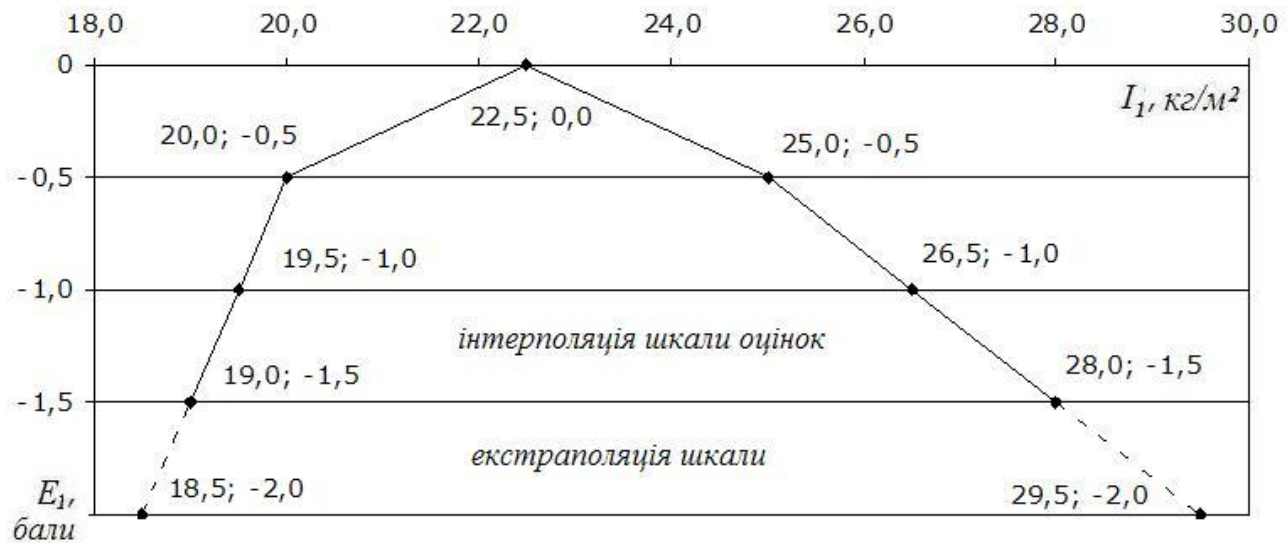 18,0 20,0 22,0 24,0 26,0 28,0 30,0
0
I₁, кг/м²
22,5; 0,0
20,0; -0,5 25,0; -0,5
-0,5
19,5; -1,0 26,5; -1,0
-1,0
інтерполяція шкали оцінок
19,0; -1,5 28,0; -1,5
-1,5
екстраполяція шкали
18,5; -2,0 29,5; -2,0
E₁,
бали